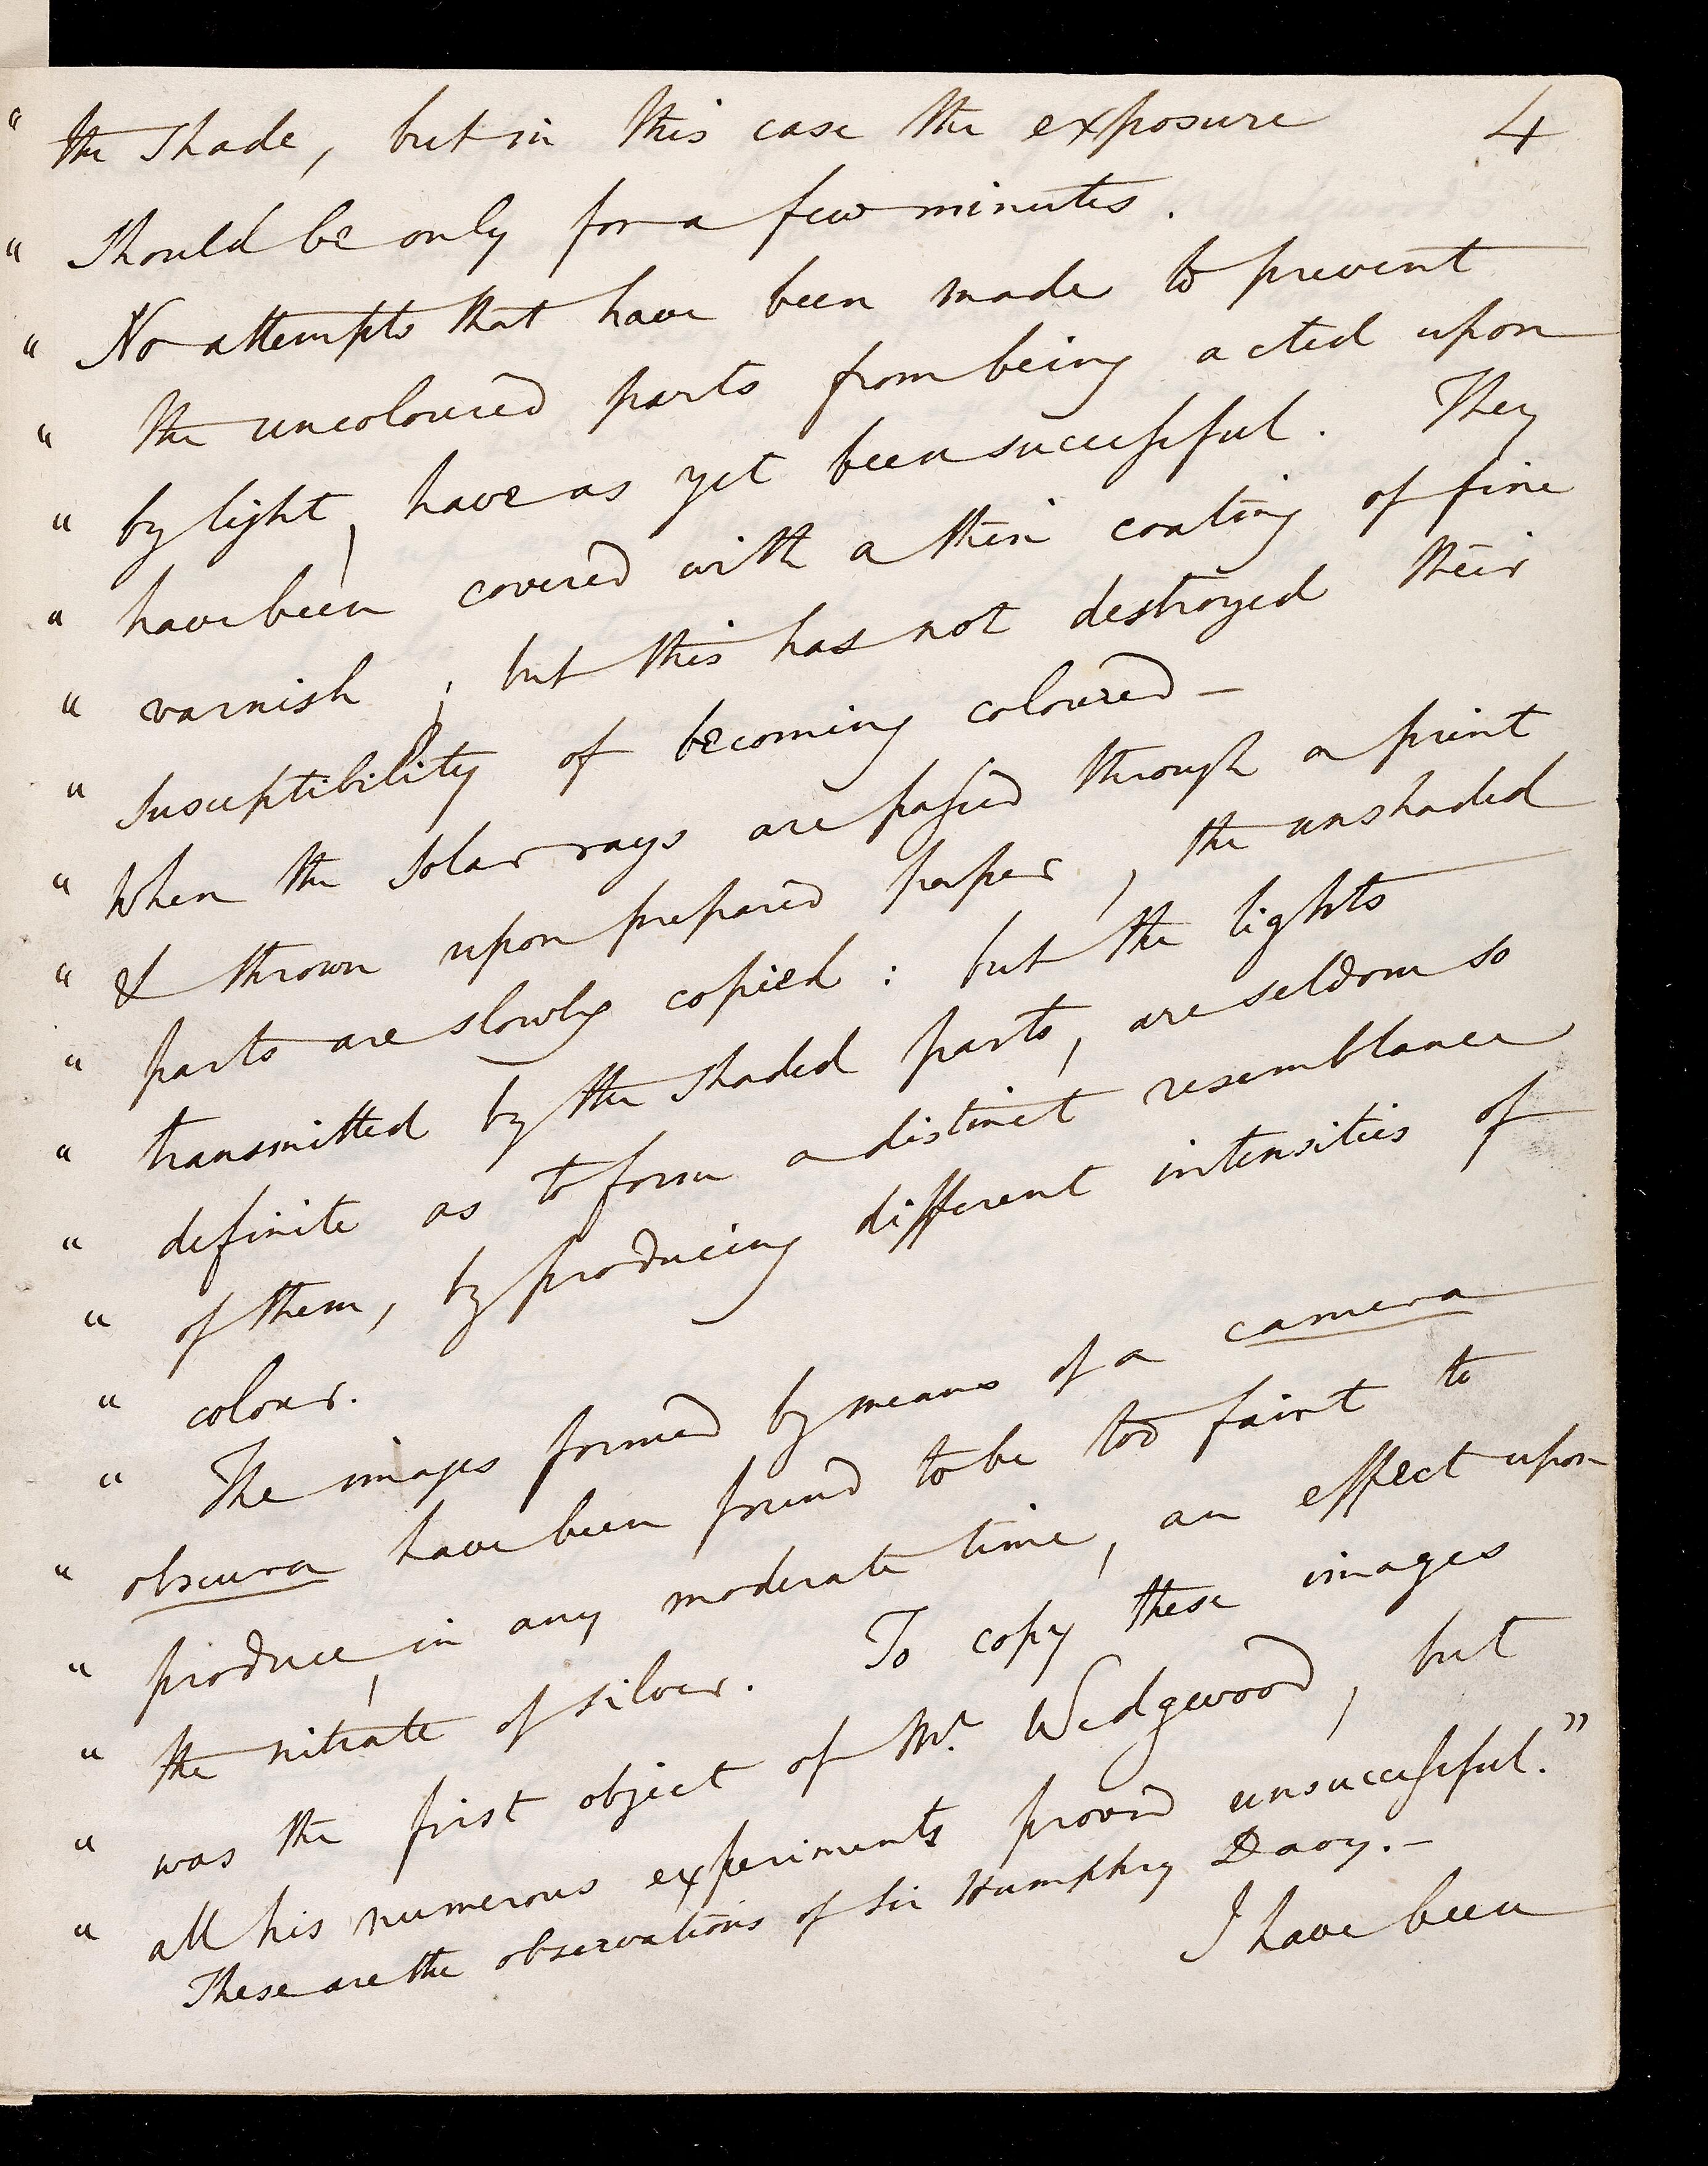 “ the shade, but in this case the exposure 4
“ should be only for a few minutes.
“ No attempts that have been made to prevent
“ the uncoloured parts from being acted upon
“ by light, have as yet been successful. They
“ have been covered with a thin coating of fine
“ varnish; but this has not destroyed their
“ susceptibility of becoming coloured –
“ When the solar rays are passed through a print
“ & thrown upon prepared paper, the unshaded
“ parts are slowly copied: but the lights
“ transmitted by the shaded parts, are seldom so
“ definite as to form a distinct resemblance
“ of them, by producing different intensities of
“ colour.
“ The images formed by means of a camera
“ obscura have been found to be too faint to
“ produce, in any moderate time, an effect upon
“ the nitrate of silver. To copy these images
“ was the first object of Mr. Wedgwood, but
“ all his numerous experiments proved unsuccessful.”
These are the observations of Sir Humphry Davy. –
I have been